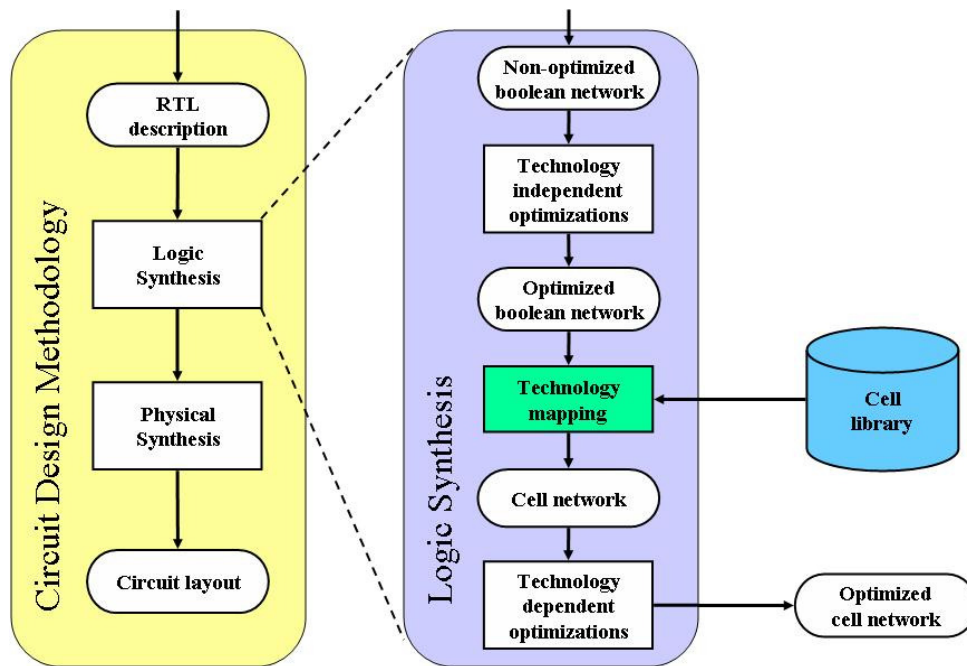 Circuit Design Methodology
RTL
description
Logic
Synthesis
Physical
Synthesis
Circuit layout
Logic Synthesis
Non-optimized
boolean network
Technology
independent
optimizations
Optimized
boolean network
Technology
mapping
Cell
library
Cell network
Technology
dependent
optimizations
Optimized
cell network